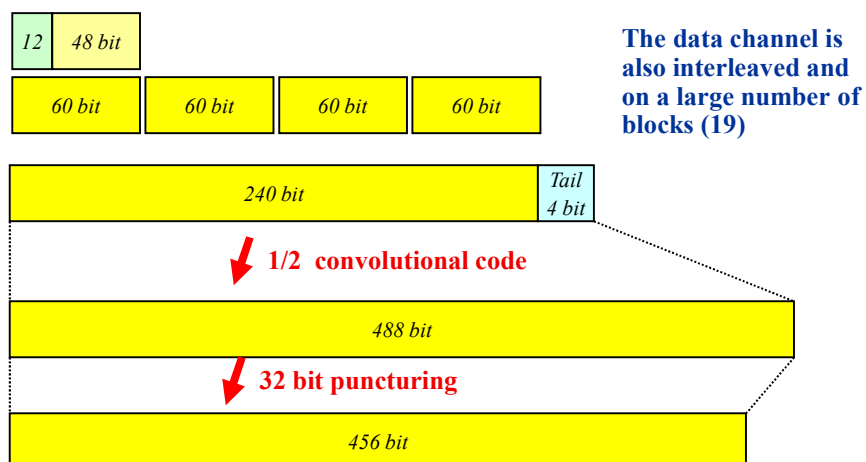 12
48 bit
The data channel is
also interleaved and
on a large number of
blocks (19)
60 bit
60 bit
60 bit
60 bit
240 bit
Tail
4 bit
1/2 convolutional code
488 bit
32 bit puncturing
456 bit